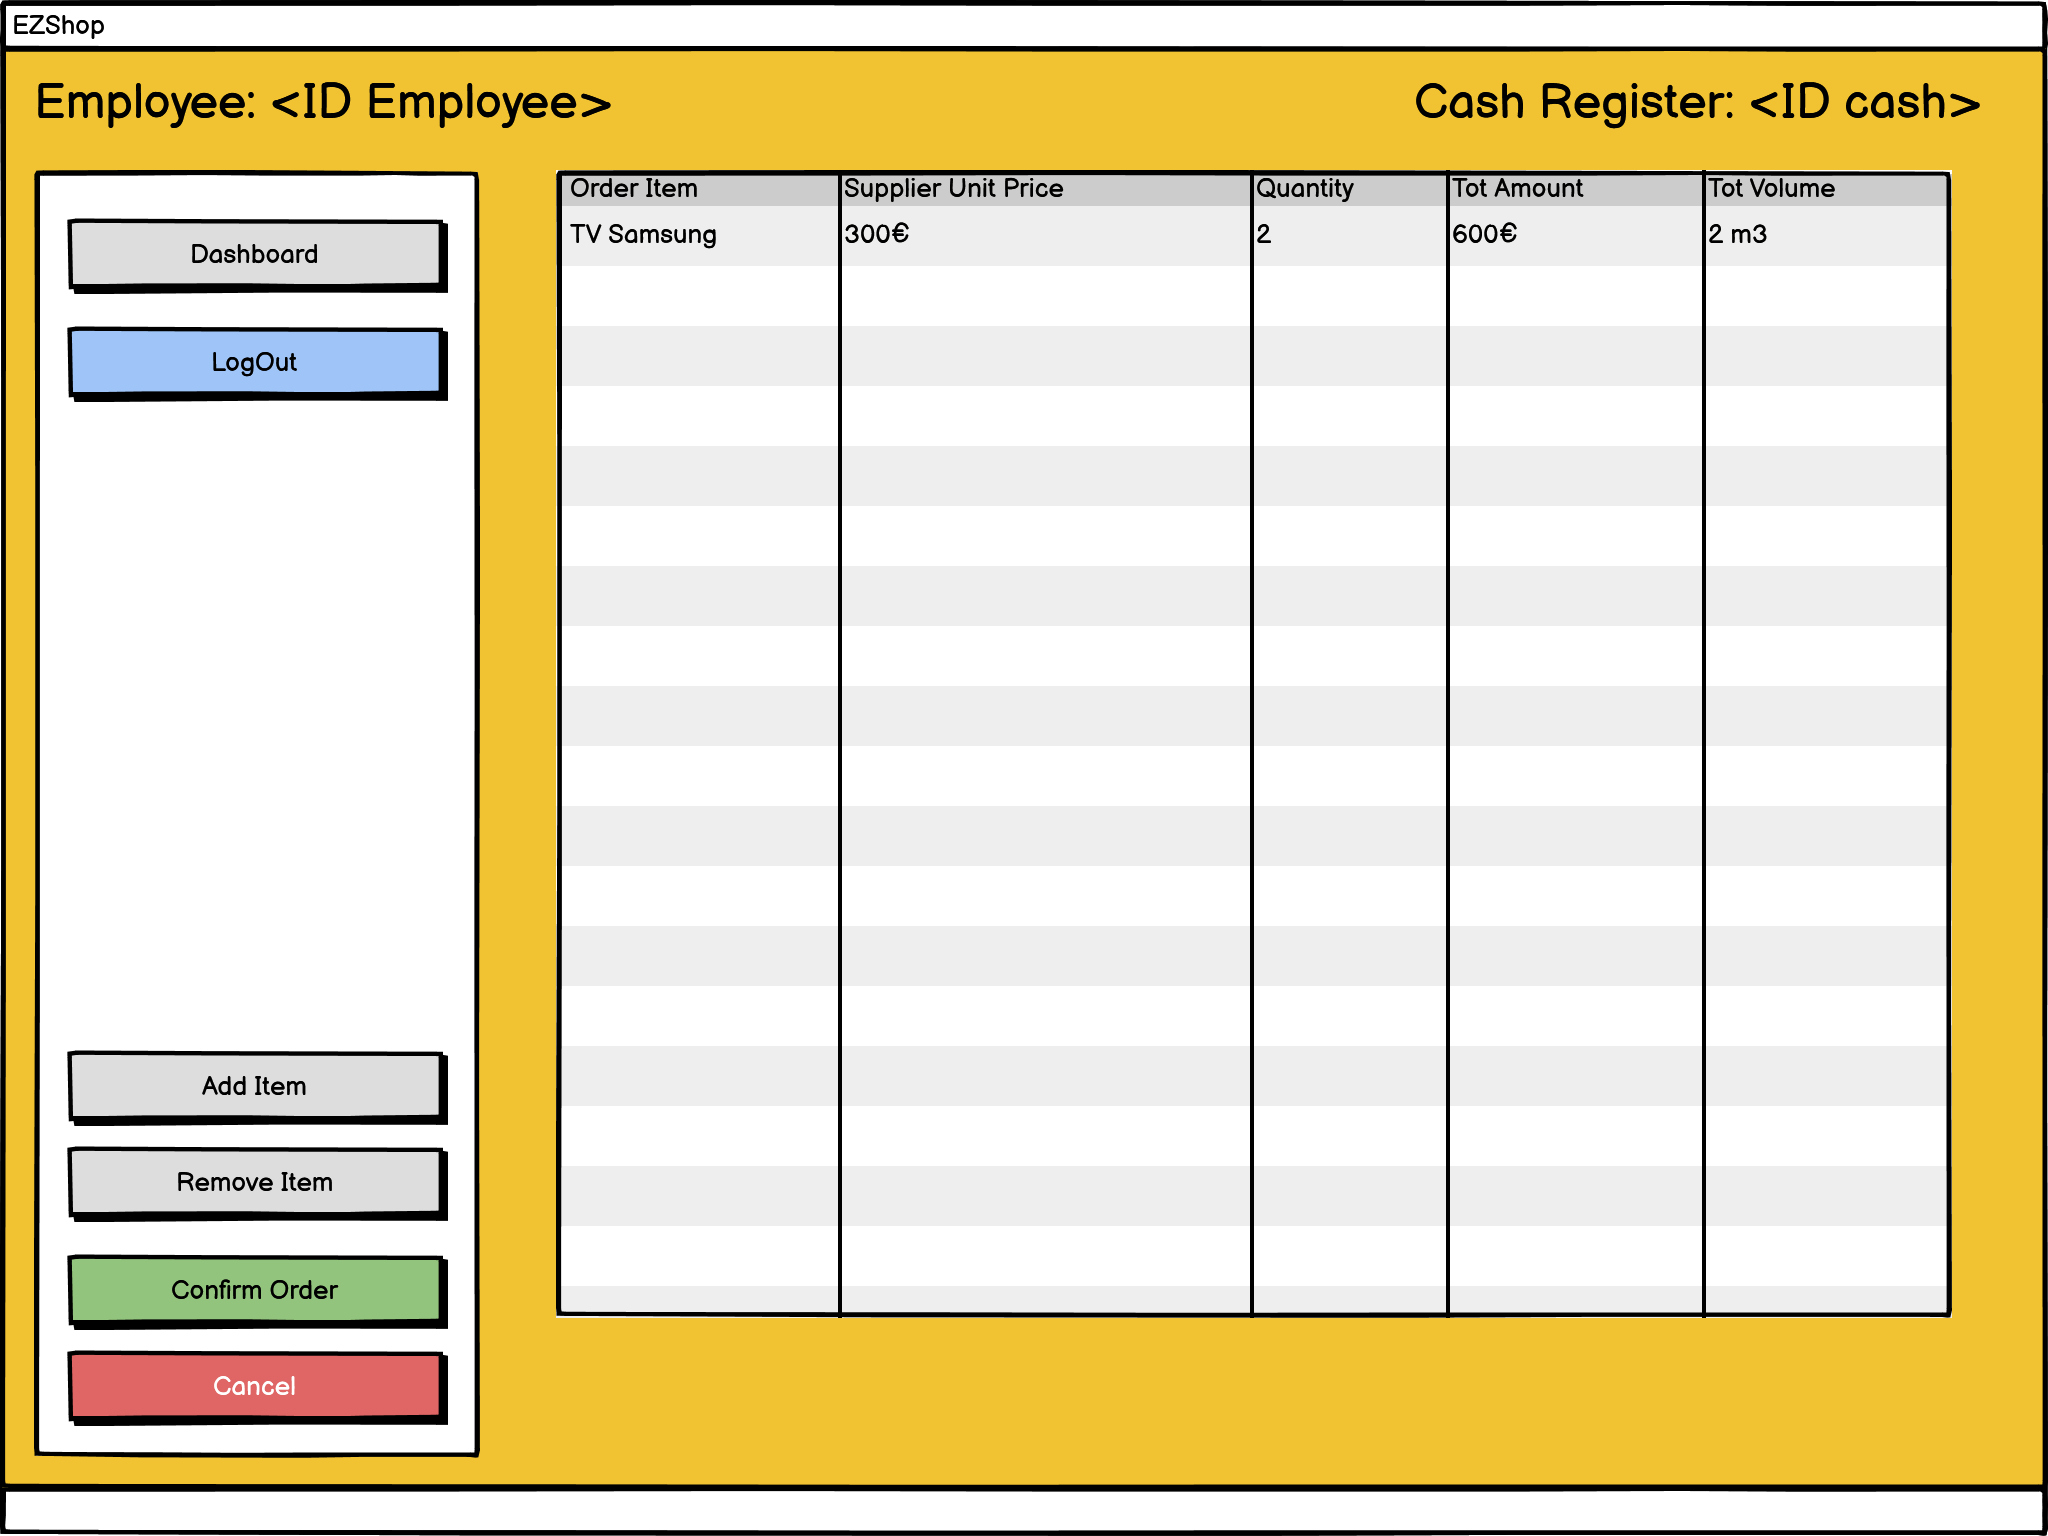 EZShop
Employee: <ID Employee>
Cash Register: <ID cash>
Dashboard
LogOut
Add Item
Remove Item
Confirm Order
Cancel
Order Item Supplier Unit Price Quantity Tot Amount Tot Volume
TV Samsung 300€ 2 600€ 2 m3